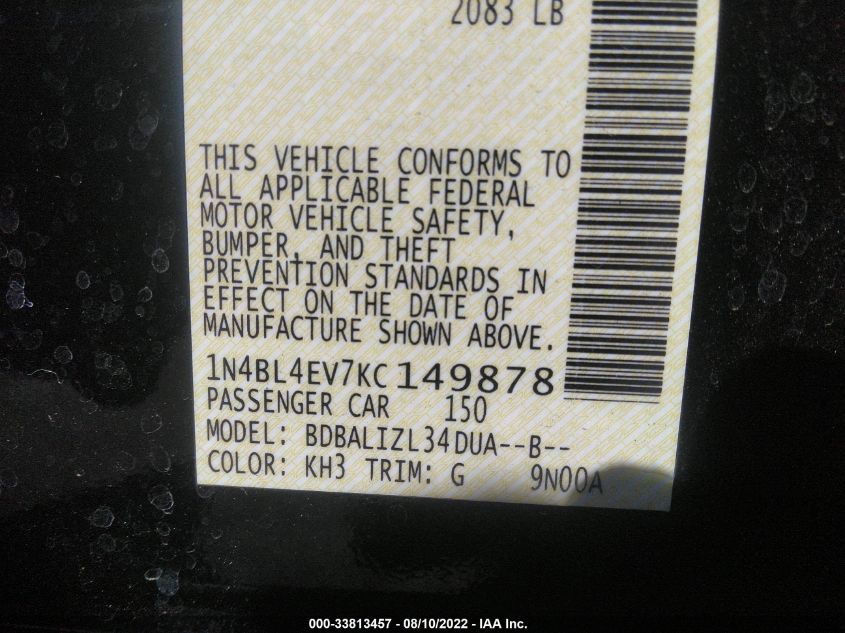 2083 LB
THIS VEHICLE CONFORMS TO
ALL APPLICABLE FEDERAL
MOTOR VEHICLE SAFETY,
BUMPER, AND THEFT
PREVENTION STANDARDS IN
EFFECT ON THE DATE OF
MANUFACTURE SHOWN ABOVE.
1N4BL4EV7KC149878
PASSENGER CAR 150
MODEL: BDBALIZL34DUA--B--
COLOR: KH3 TRIM: G 9N00A
000-33813457 - 08/10/2022 - IAA Inc.